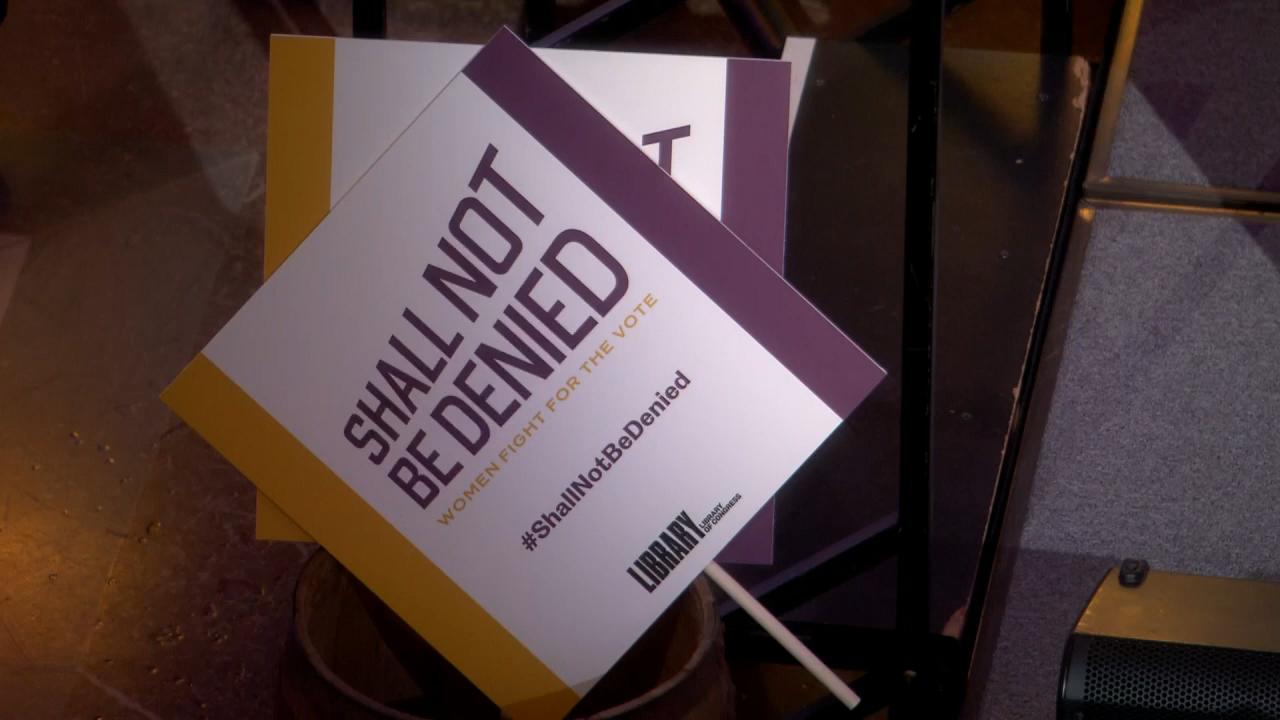 SHALL NOT
BE DENIED
WOMEN FIGHT FOR THE VOTE
#ShallNotBeDenied
LIBRARY
LIBRARY
OF CONGRESS
T